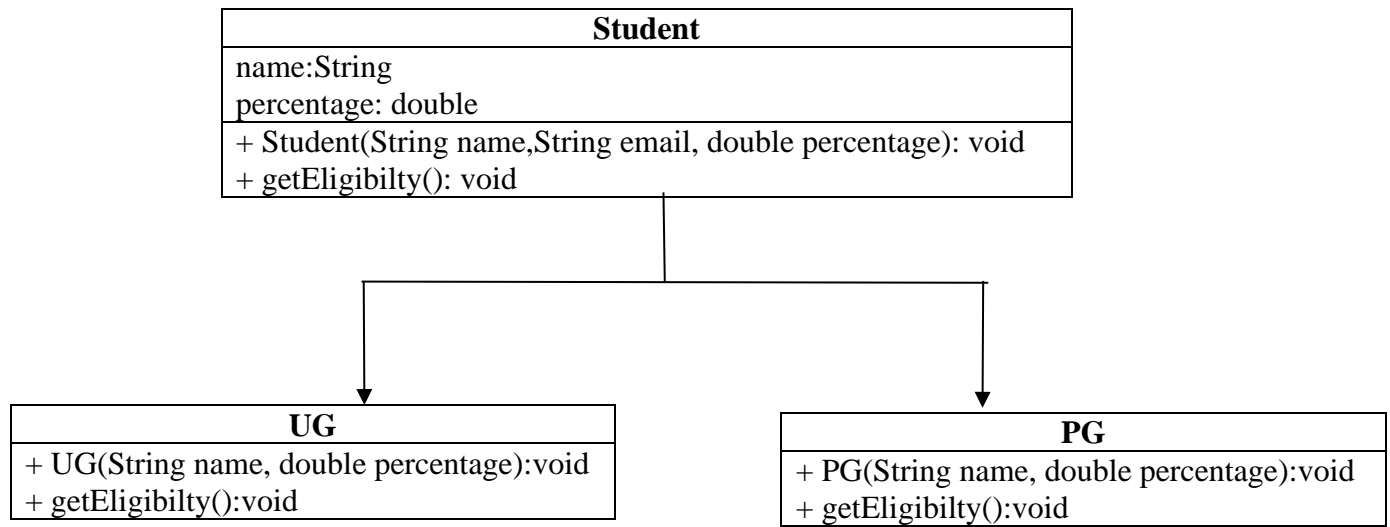 Student
name:String
percentage: double
+ Student(String name,String email, double percentage): void
+ getEligibilty(): void
UG
+ UG(String name, double percentage):void
+ getEligibilty():void
PG
+ PG(String name, double percentage):void
+ getEligibilty():void